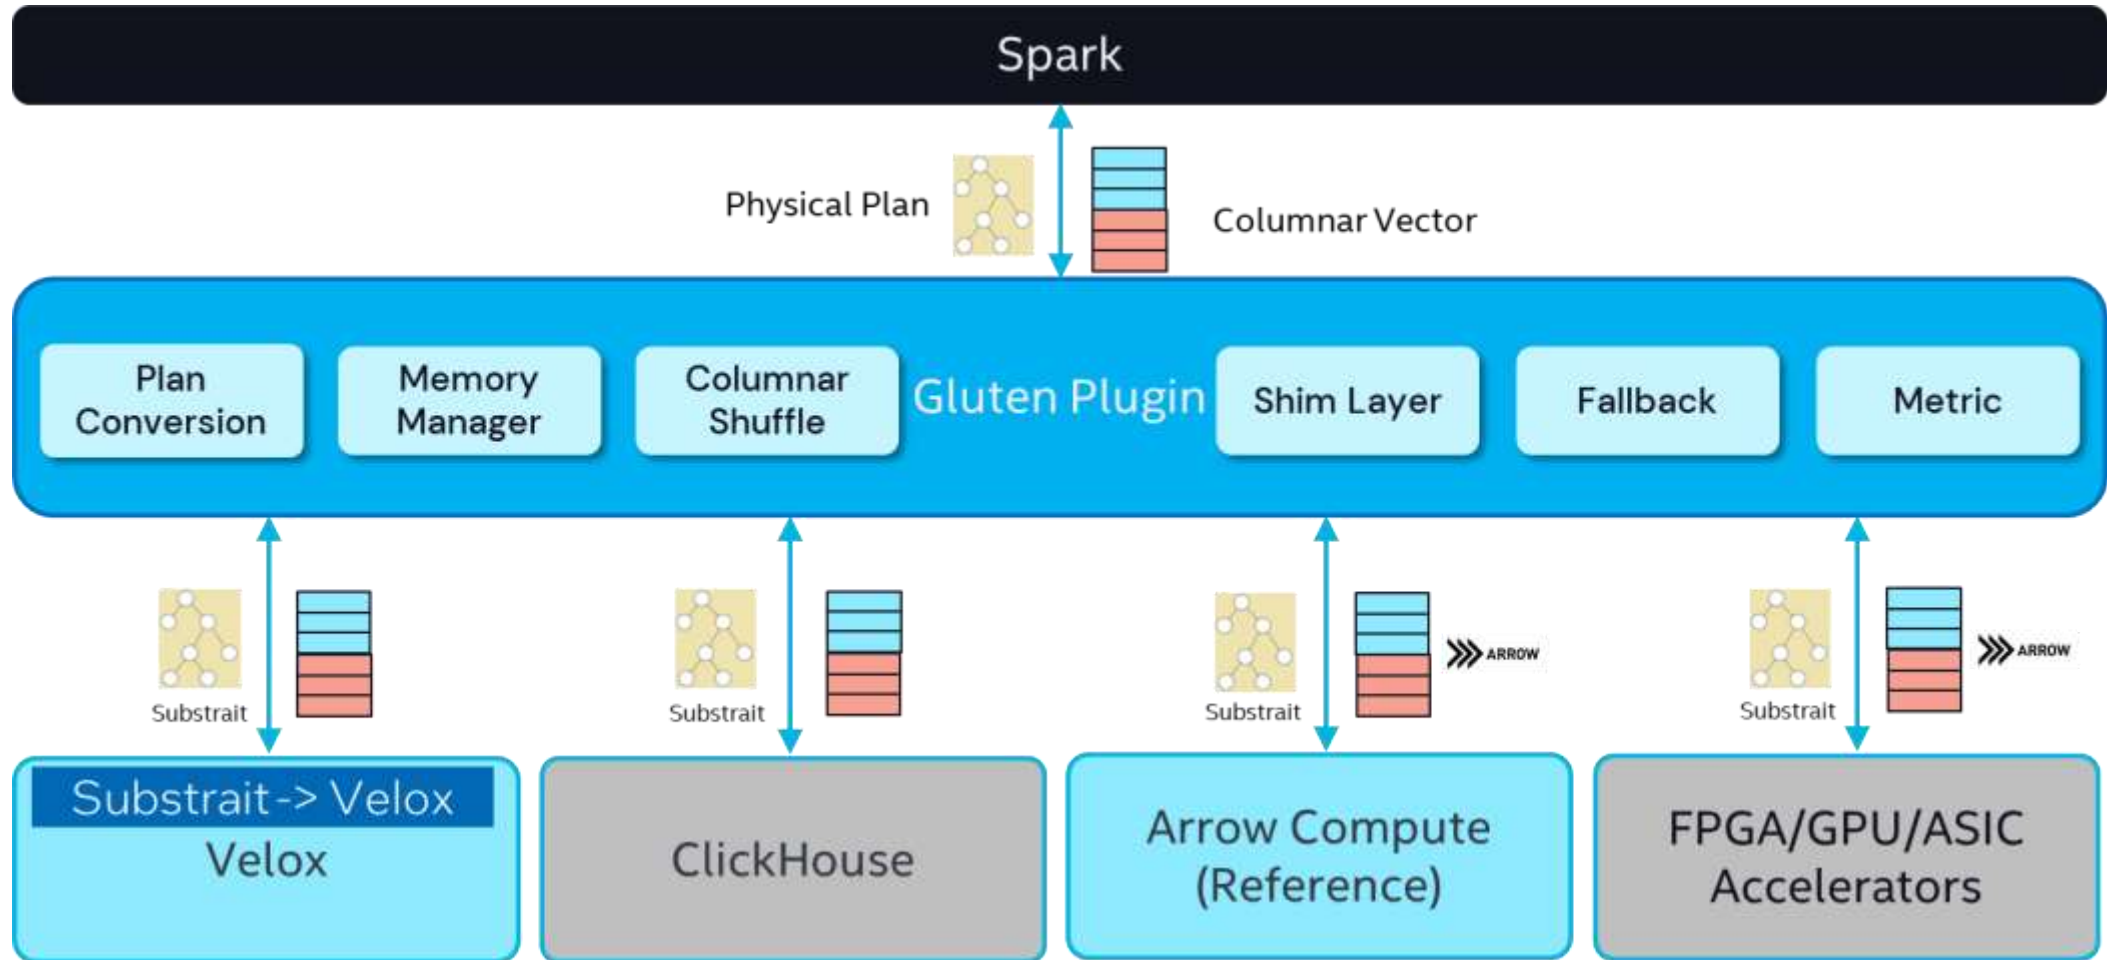 Spark
Physical Plan
Columnar Vector
Plan
Conversion
Memory
Manager
Columnar
Shuffle
Gluten Plugin
Shim Layer
Fallback
Metric
Substrait
Substrait
Substrait
ARROW
Substrait
ARROW
Substrait-> Velox
Velox
ClickHouse
Arrow Compute
(Reference)
FPGA/GPU/ASIC
Accelerators